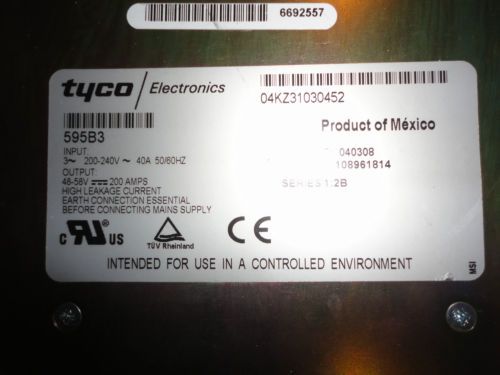 6692557
tyco / Electronics
04KZ31030452
595B3
Product of México
INPUT:
3~ 200-240V ~ 40A 50/60HZ
040308
OUTPUT:
108961814
46-58V 200 AMPS
SERIES 1:2B
HIGH LEAKAGE CURRENT
EARTH CONNECTION ESSENTIAL
BEFORE CONNECTING MAINS SUPPLY
C UL US
TÜV Rheinland
CE
INTENDED FOR USE IN A CONTROLLED ENVIRONMENT
MSI